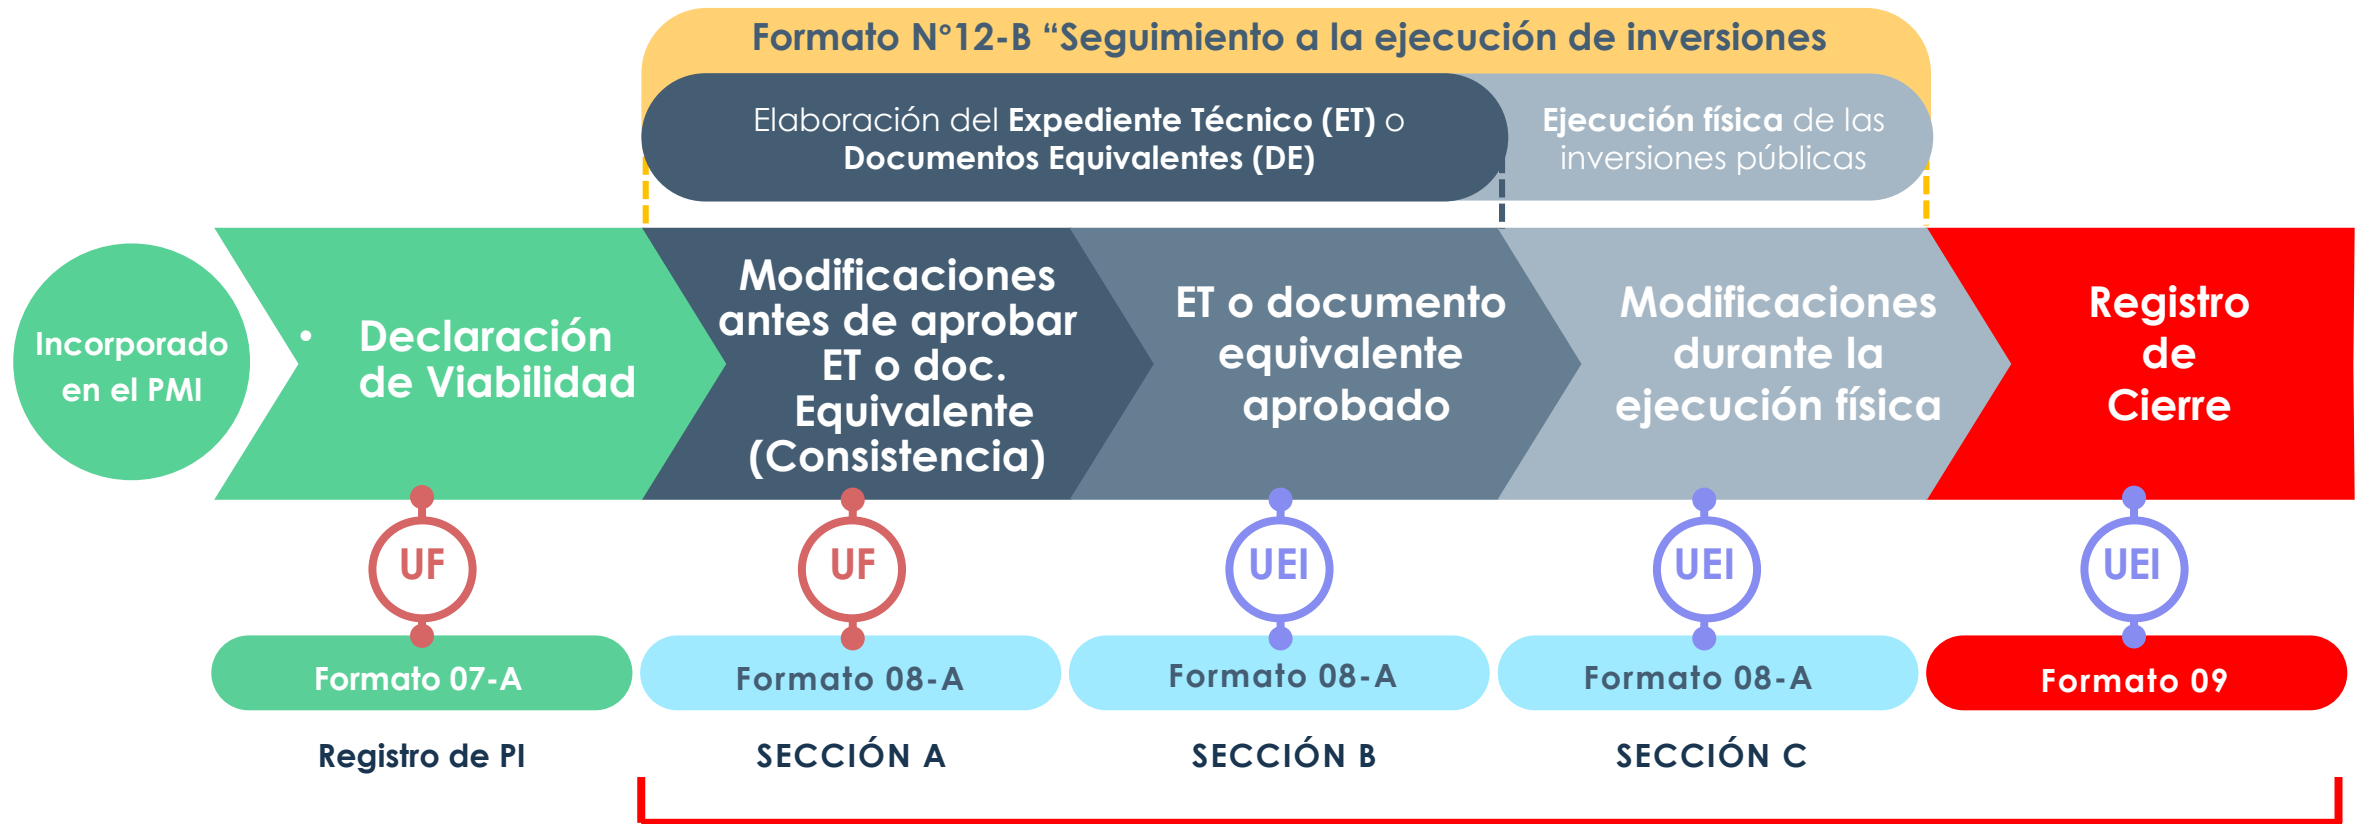 Formato N°12-B “Seguimiento a la ejecución de inversiones
Elaboración del Expediente Técnico (ET) o
Documentos Equivalentes (DE)
Ejecución física de las
inversiones públicas
Incorporado
en el PMI
• Declaración
de Viabilidad
Modificaciones
antes de aprobar
ET o doc.
Equivalente
(Consistencia)
ET o documento
equivalente
aprobado
Modificaciones
durante la
ejecución física
Registro
de
Cierre
UF
UF
UEI
UEI
UEI
Formato 07-A
Formato 08-A
Formato 08-A
Formato 08-A
Formato 09
Registro de PI
SECCIÓN A
SECCIÓN B
SECCIÓN C